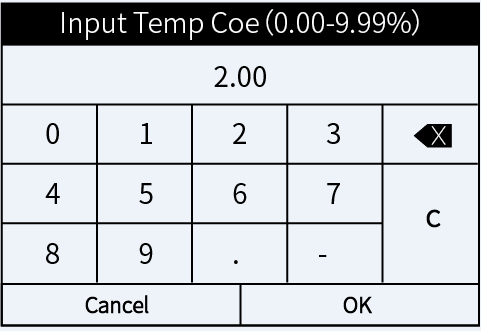 Input Temp Coe(0.00-9.99%)
2.00
0 1 2 3 X
4 5 6 7 C
8 9 . -
Cancel OK